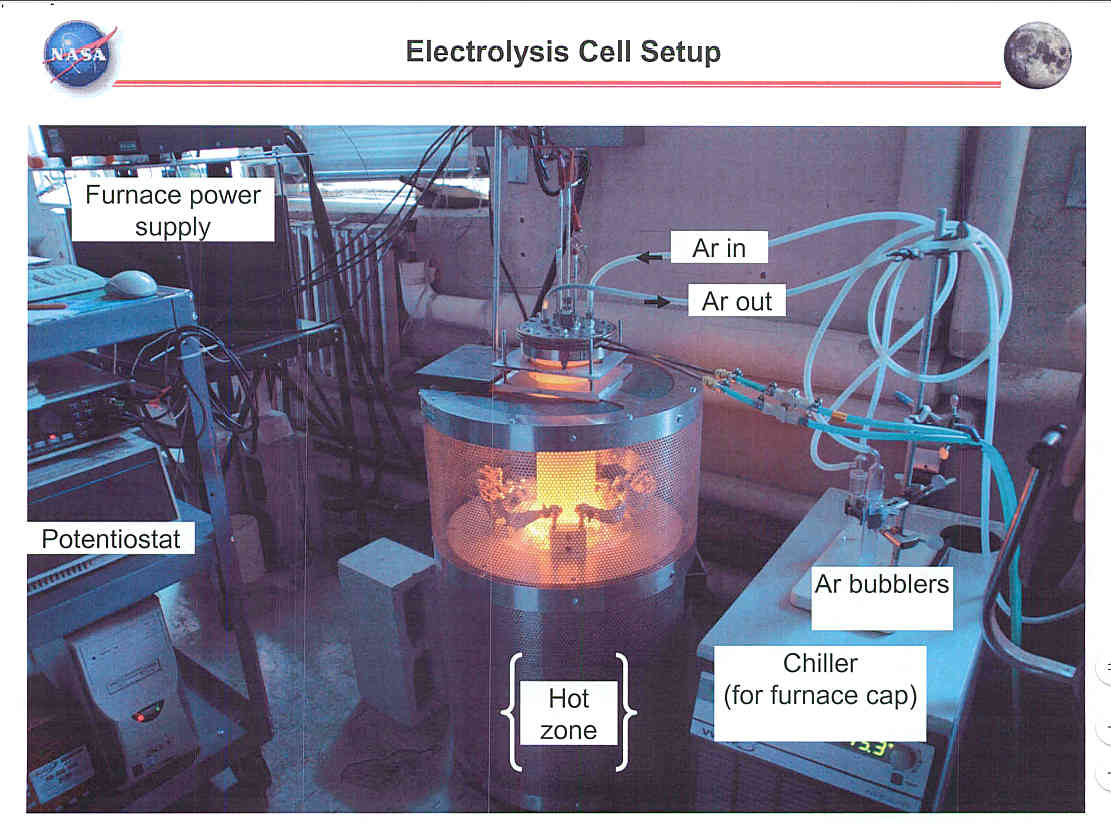 NASA
Electrolysis Cell Setup
Furnace power
supply
Ar in
Ar out
Potentiostat
Ar bubblers
Chiller
(for furnace cap)
Hot
zone